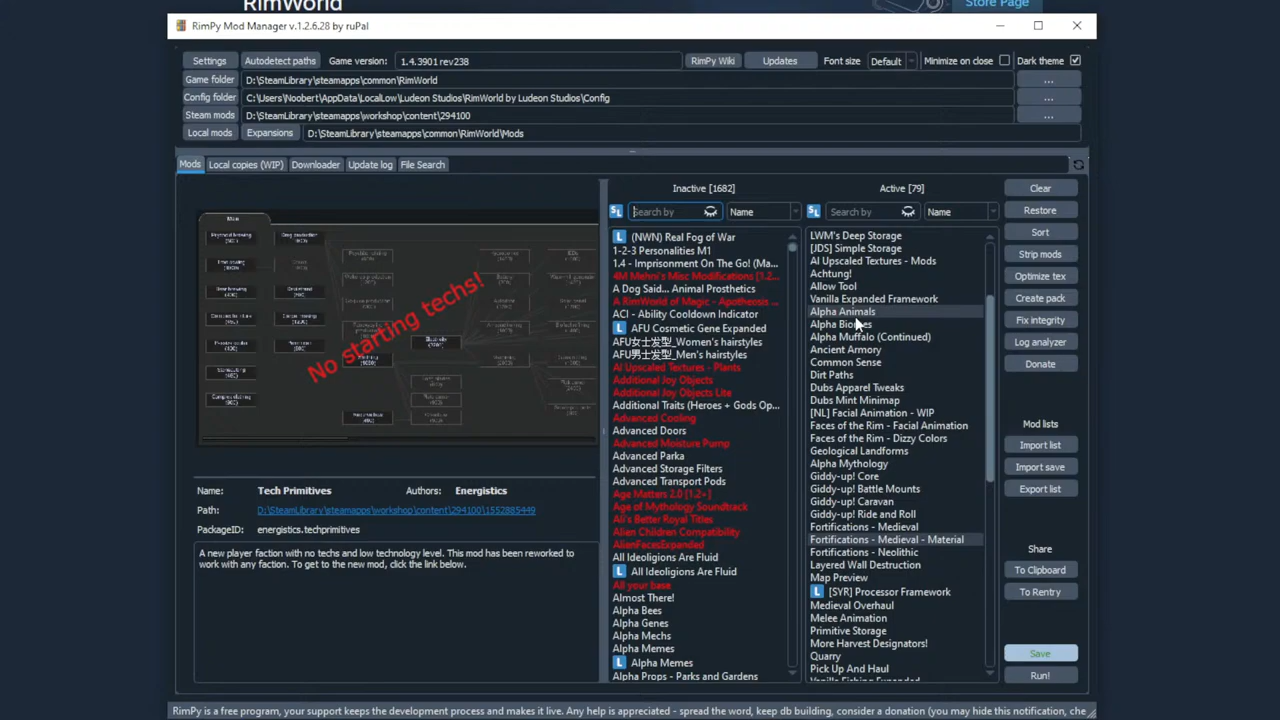 RimWorld
Store Page
RimPy Mod Manager v.1.2.6.28 by ruPal
Settings
Autodetect paths
Game version:
1.4.3901 rev238
RimPy Wiki
Updates
Font size
Default
Minimize on close
Dark theme
Game folder
D:\SteamLibrary\steamapps\common\RimWorld
...
Config folder
C:\Users/Noobert/AppData\LocalLow/Ludeon Studios\RimWorld by Ludeon Studios/Config
...
Steam mods
D:\SteamLibrary\steamapps\workshop\content\294100
...
Local mods
Expansions
D:\SteamLibrary\steamapps\common\RimWorld\Mods
Mods
Local copies (WIP)
Downloader
Update log
File Search
Main
No starting techs!
Name:
Tech Primitives
Authors:
Energistics
Path:
D:\SteamLibrary\steamapps\workshop\content\294100\1552885449
PackageID:
energistics.techprimitives
A new player faction with no techs and low technology level. This mod has been reworked to
work with any faction. To get to the new mod, click the link below.
Inactive [1682]
Search by
Name
L (NWN) Real Fog of War
1-2-3 Personalities M1
1.4 - Imprisonment On The Go! (Ma...
4M Mehni's Misc Modifications [1.2...
A Dog Said... Animal Prosthetics
A RimWorld of Magic - Apotheosis ...
ACI - Ability Cooldown Indicator
L AFU Cosmetic Gene Expanded
AFU女士发型_Women's hairstyles
AFU男士发型_Men's hairstyles
AI Upscaled Textures - Plants
Additional Joy Objects
Additional Joy Objects Lite
Additional Traits (Heroes + Gods Op...
Advanced Cooling
Advanced Doors
Advanced Moisture Pump
Advanced Parka
Advanced Storage Filters
Advanced Transport Pods
Age Matters 2.0 [1.2+]
Age of Mythology Soundtrack
Ali's Better Royal Titles
Alien Children Compatibility
AlienFacesExpanded
All Ideoligions Are Fluid
L All Ideoligions Are Fluid
All your base
Almost There!
Alpha Bees
Alpha Genes
Alpha Mechs
Alpha Memes
L Alpha Memes
Alpha Props - Parks and Gardens
Active [79]
Search by
Name
LWM's Deep Storage
[JDS] Simple Storage
AI Upscaled Textures - Mods
Achtung!
Allow Tool
Vanilla Expanded Framework
Alpha Animals
Alpha Biomes
Alpha Muffalo (Continued)
Ancient Armory
Common Sense
Dirt Paths
Dubs Apparel Tweaks
Dubs Mint Minimap
[NL] Facial Animation - WIP
Faces of the Rim - Facial Animation
Faces of the Rim - Dizzy Colors
Geological Landforms
Alpha Mythology
Giddy-up! Core
Giddy-up! Battle Mounts
Giddy-up! Caravan
Giddy-up! Ride and Roll
Fortifications - Medieval
Fortifications - Medieval - Material
Fortifications - Neolithic
Layered Wall Destruction
Map Preview
L [SYR] Processor Framework
Medieval Overhaul
Melee Animation
Primitive Storage
More Harvest Designators!
Quarry
Pick Up And Haul
Vanilla Fishing Expanded
Clear
Restore
Sort
Strip mods
Optimize tex
Create pack
Fix integrity
Log analyzer
Donate
Mod lists
Import list
Import save
Export list
Share
To Clipboard
To Rentry
Save
Run!
RimPy is a free program, your support keeps the development process and makes it live. Any help is appreciated - spread the word, keep db building, consider a donation (you may hide this notification, che